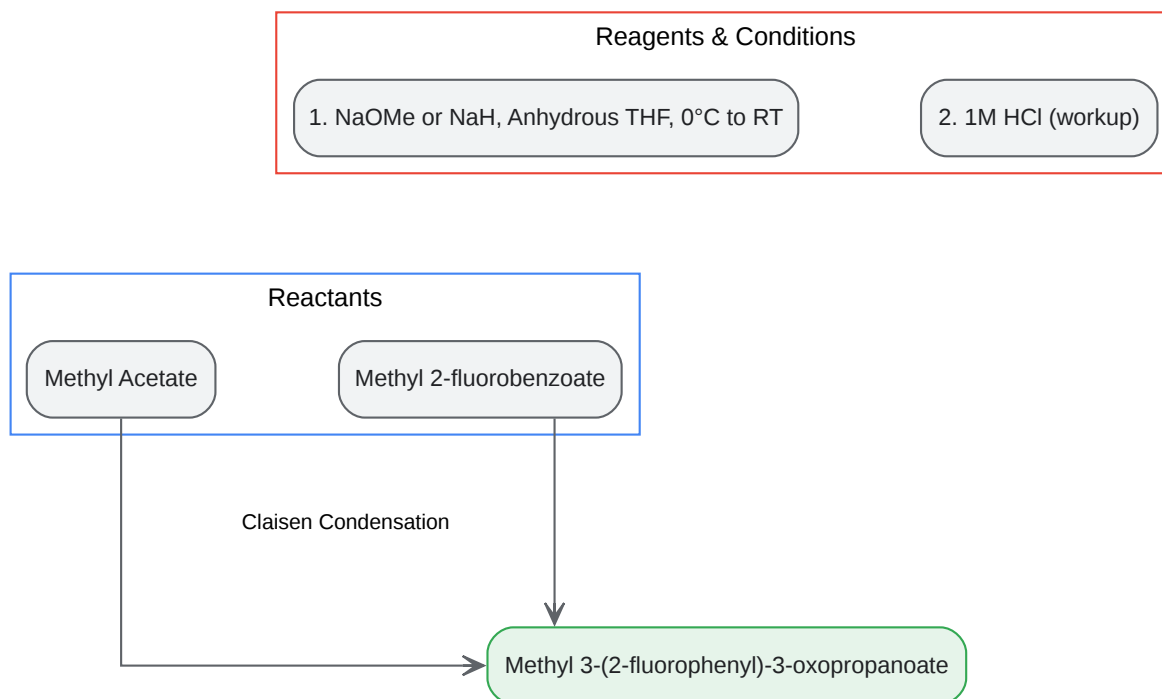 Reagents & Conditions
1. NaOMe or NaH, Anhydrous THF, 0°C to RT
2. 1M HCl (workup)
Reactants
Methyl Acetate
Methyl 2-fluorobenzoate
Claisen Condensation
Methyl 3-(2-fluorophenyl)-3-oxopropanoate